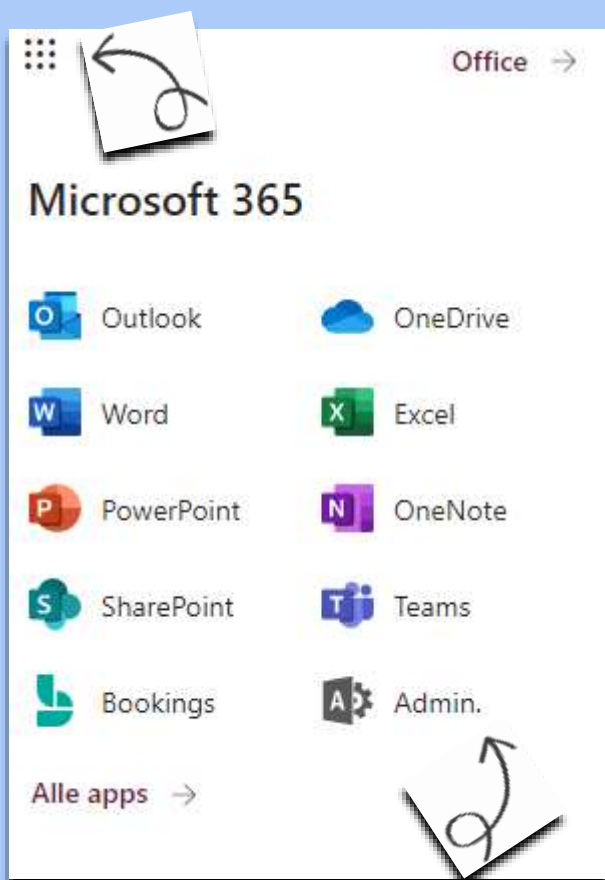 Office
Microsoft 365
Outlook OneDrive
Word Excel
PowerPoint OneNote
SharePoint Teams
Bookings Admin.
Alle apps